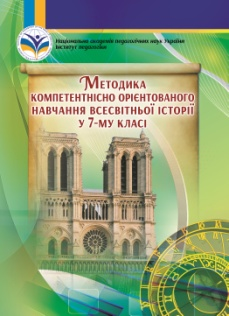 Національна академія педагогічних наук України
Інститут педагогіки
МЕТОДИКА
КОМПЕТЕНТНІСНО ОРІЄНТОВАНОГО
НАВЧАННЯ ВСЕСВІТНЬОЇ ІСТОРІЇ
У 7-МУ КЛАСІ